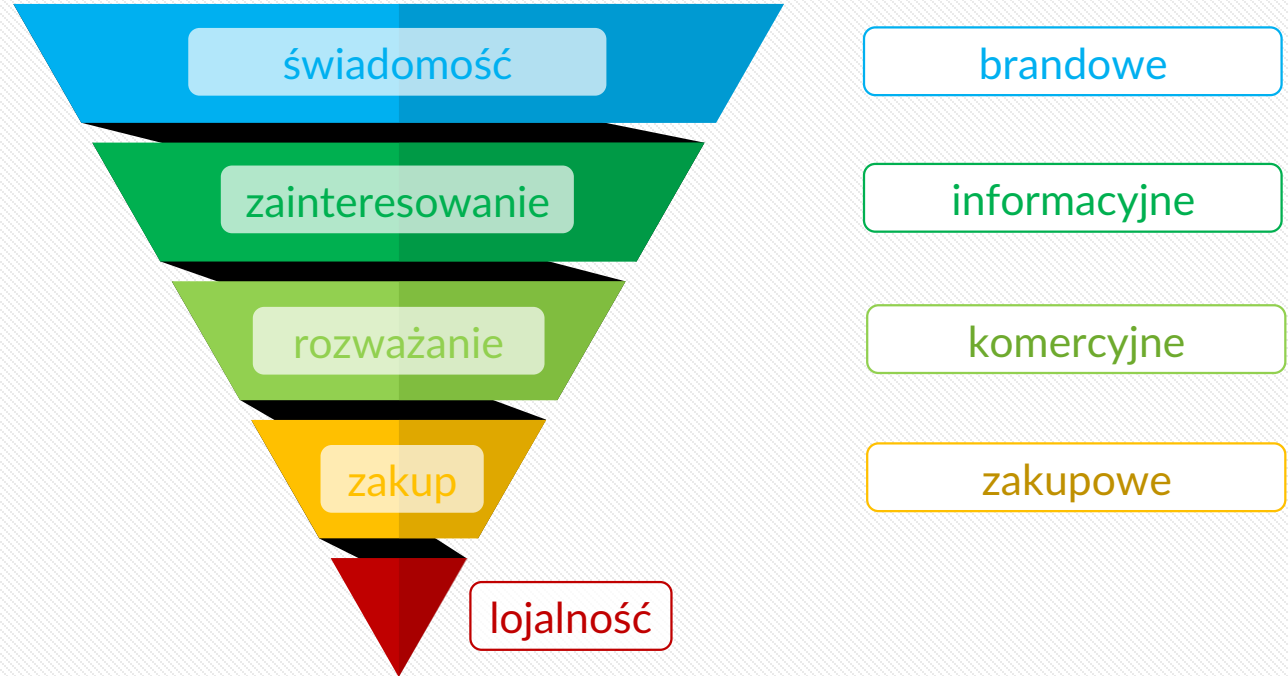 świadomość
brandowe
zainteresowanie
informacyjne
rozważanie
komercyjne
zakup
zakupowe
lojalność